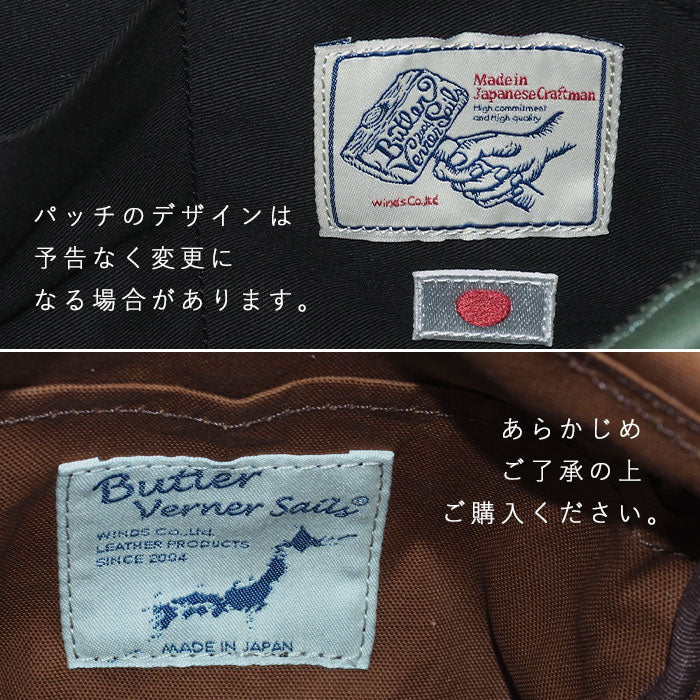 Made in
Japanese Craftman
High commitment
and High quality
Butler
Verner Sails
Winds Co.,Ltd
パッチのデザインは
予告なく変更に
なる場合があります。
あらかじめ
ご了承の上
ご購入ください。
Butler
Verner Sails©
WINDS CO.,Ltd.
LEATHER PRODUCTS
SINCE 2004
MADE IN JAPAN